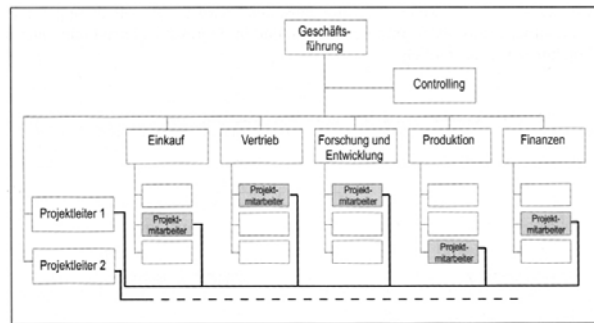 Geschäfts-
führung
Controlling
Einkauf
Vertrieb
Forschung und
Entwicklung
Produktion
Finanzen
Projekt-
mitarbeiter
Projekt-
mitarbeiter
Projektleiter 1
Projekt-
mitarbeiter
Projekt-
mitarbeiter
Projektleiter 2
Projekt-
mitarbeiter